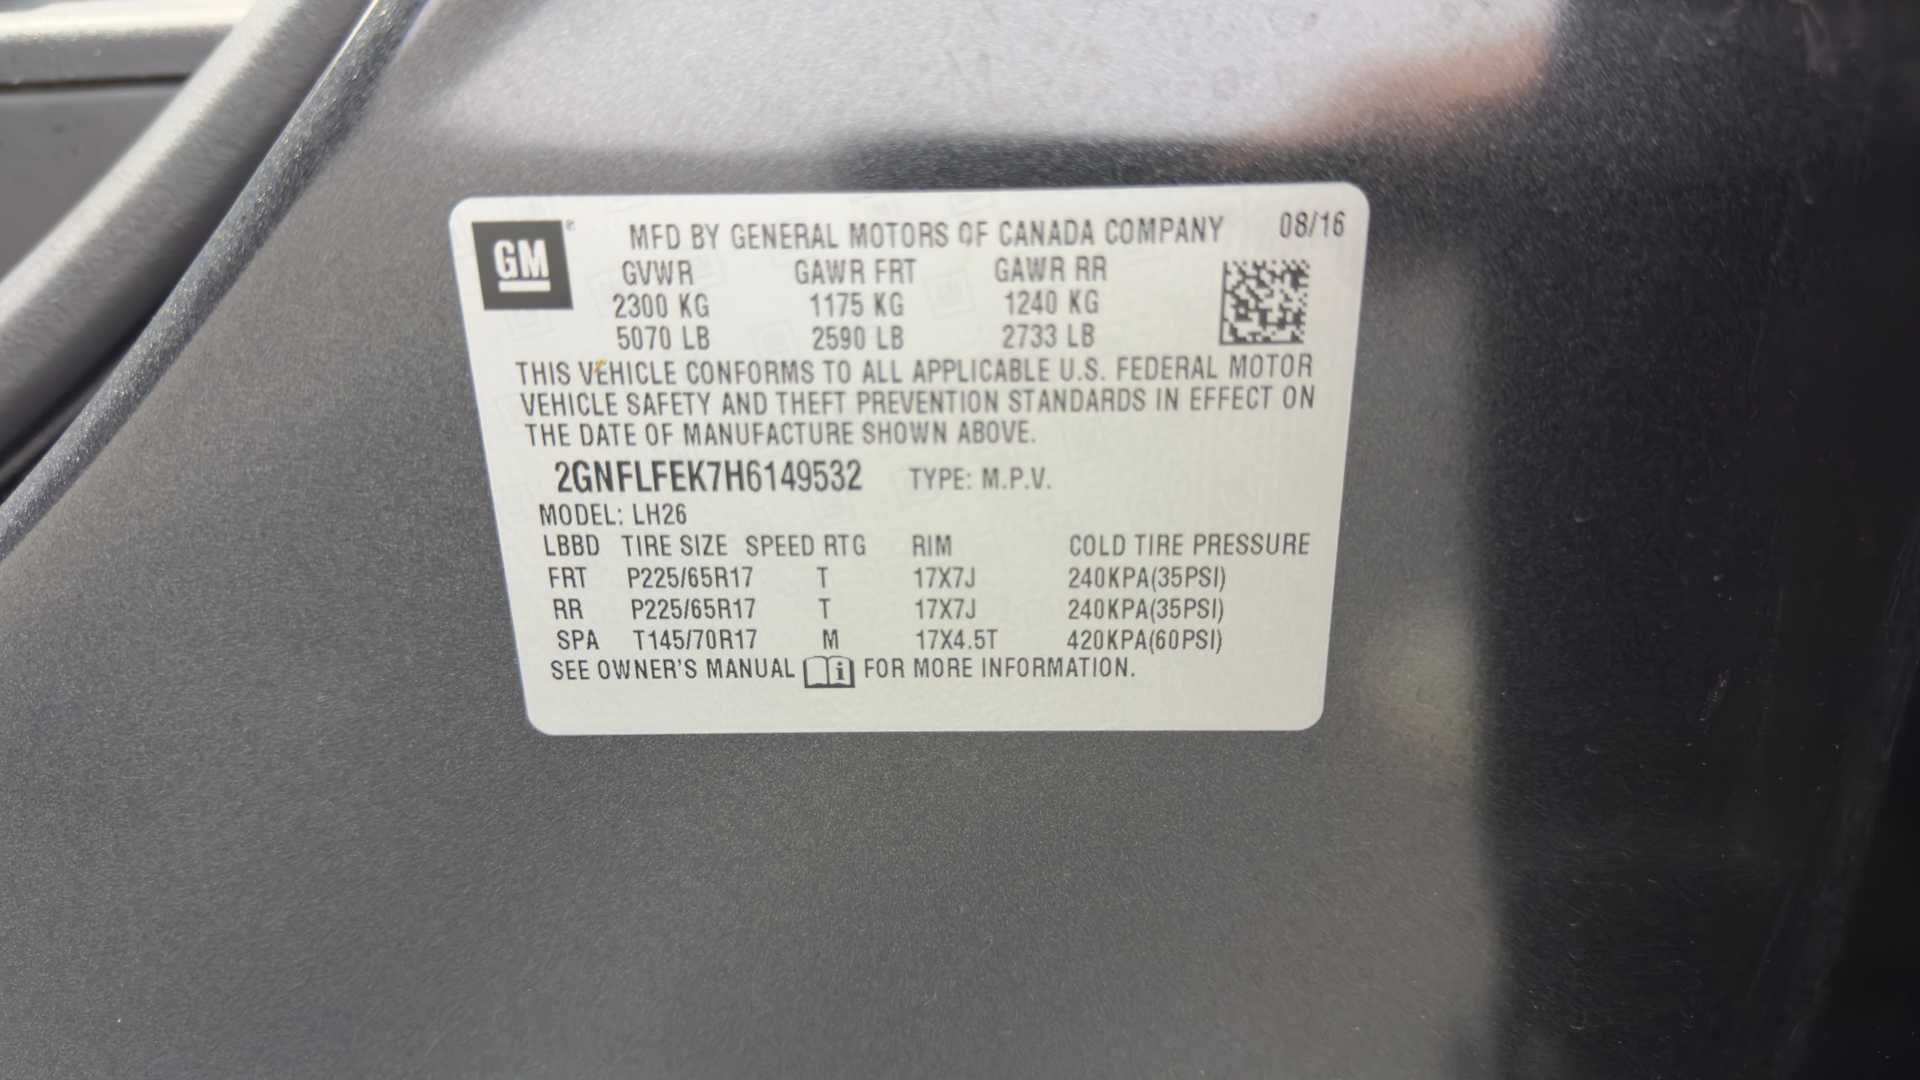 GM® MFD BY GENERAL MOTORS OF CANADA COMPANY 08/16
GVWR GAWR FRT GAWR RR
2300 KG 1175 KG 1240 KG
5070 LB 2590 LB 2733 LB
THIS VEHICLE CONFORMS TO ALL APPLICABLE U.S. FEDERAL MOTOR
VEHICLE SAFETY AND THEFT PREVENTION STANDARDS IN EFFECT ON
THE DATE OF MANUFACTURE SHOWN ABOVE.
2GNFLFEK7H6149532 TYPE: M.P.V.
MODEL: LH26
LBBD TIRE SIZE SPEED RTG RIM COLD TIRE PRESSURE
FRT P225/65R17 T 17X7J 240KPA(35PSI)
RR P225/65R17 T 17X7J 240KPA(35PSI)
SPA T145/70R17 M 17X4.5T 420KPA(60PSI)
SEE OWNER'S MANUAL i FOR MORE INFORMATION.